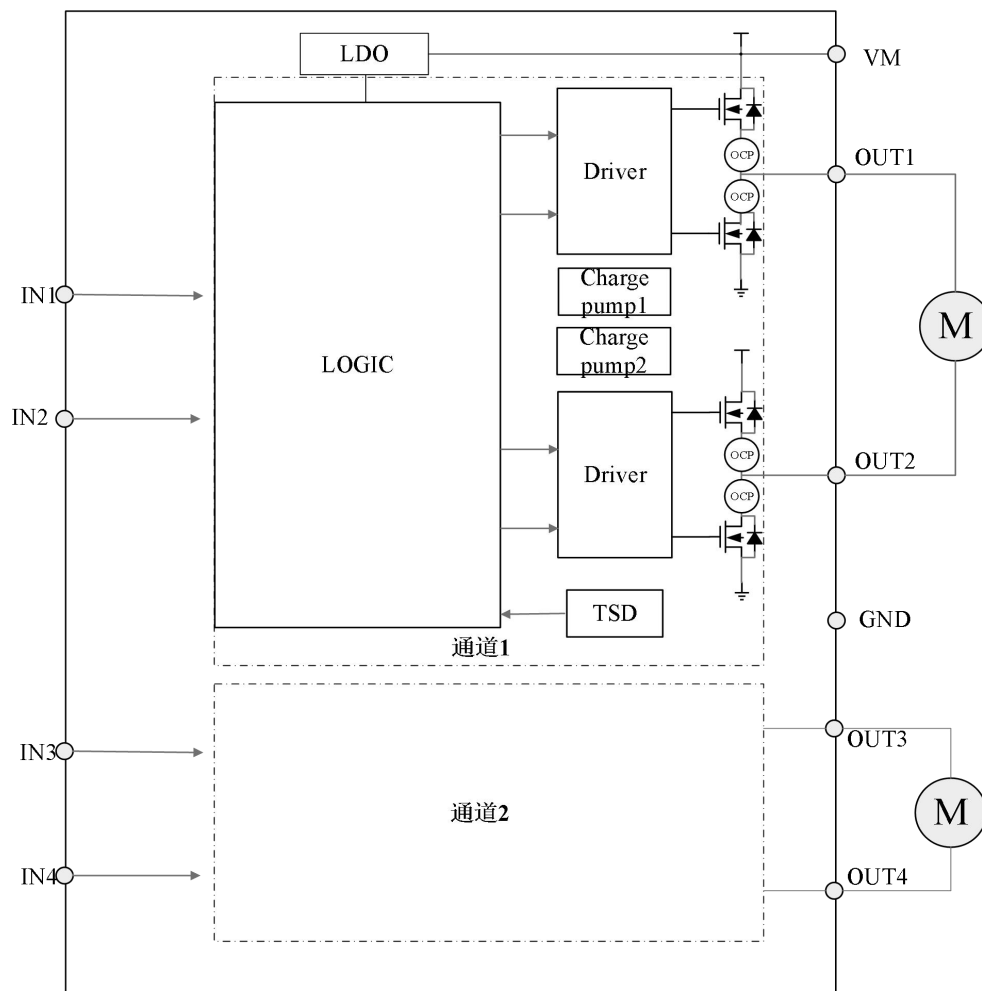 LDO
VM
OCP
OUT1
Driver
OCP
Charge
pump1
IN1
M
Charge
pump2
LOGIC
IN2
OCP
OUT2
Driver
OCP
TSD
GND
通道1
IN3
OUT3
通道2
M
IN4
OUT4